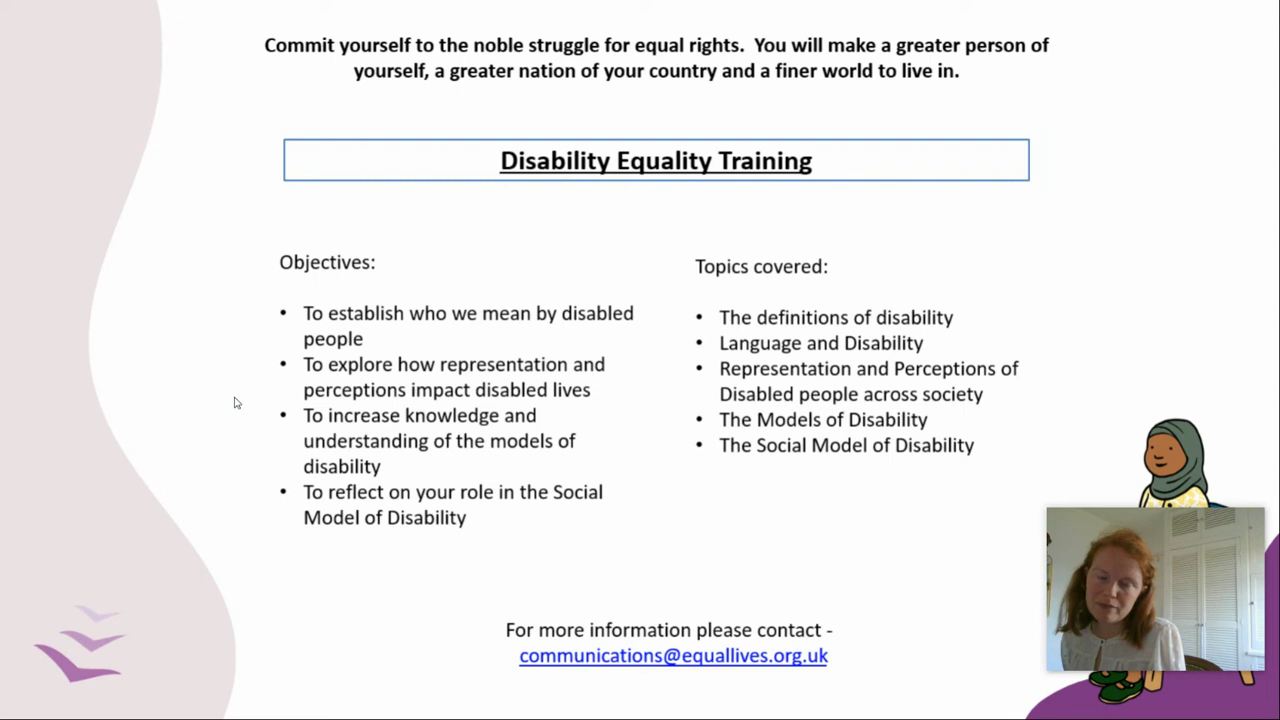 Commit yourself to the noble struggle for equal rights.  You will make a greater person of
yourself, a greater nation of your country and a finer world to live in.
Disability Equality Training
Objectives:
• To establish who we mean by disabled
people
• To explore how representation and
perceptions impact disabled lives
• To increase knowledge and
understanding of the models of
disability
• To reflect on your role in the Social
Model of Disability
Topics covered:
• The definitions of disability
• Language and Disability
• Representation and Perceptions of
Disabled people across society
• The Models of Disability
• The Social Model of Disability
For more information please contact -
communications@equallives.org.uk